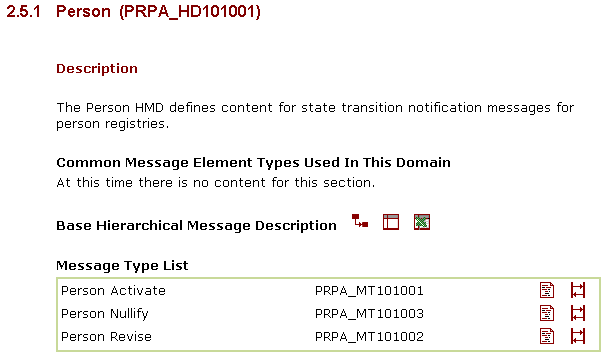 2.5.1 Person (PRPA_HD101001)
Description
The Person HMD defines content for state transition notification messages for
person registries.
Common Message Element Types Used In This Domain
At this time there is no content for this section.
Base Hierarchical Message Description
Message Type List
Person Activate PRPA_MT101001
Person Nullify PRPA_MT101003
Person Revise PRPA_MT101002